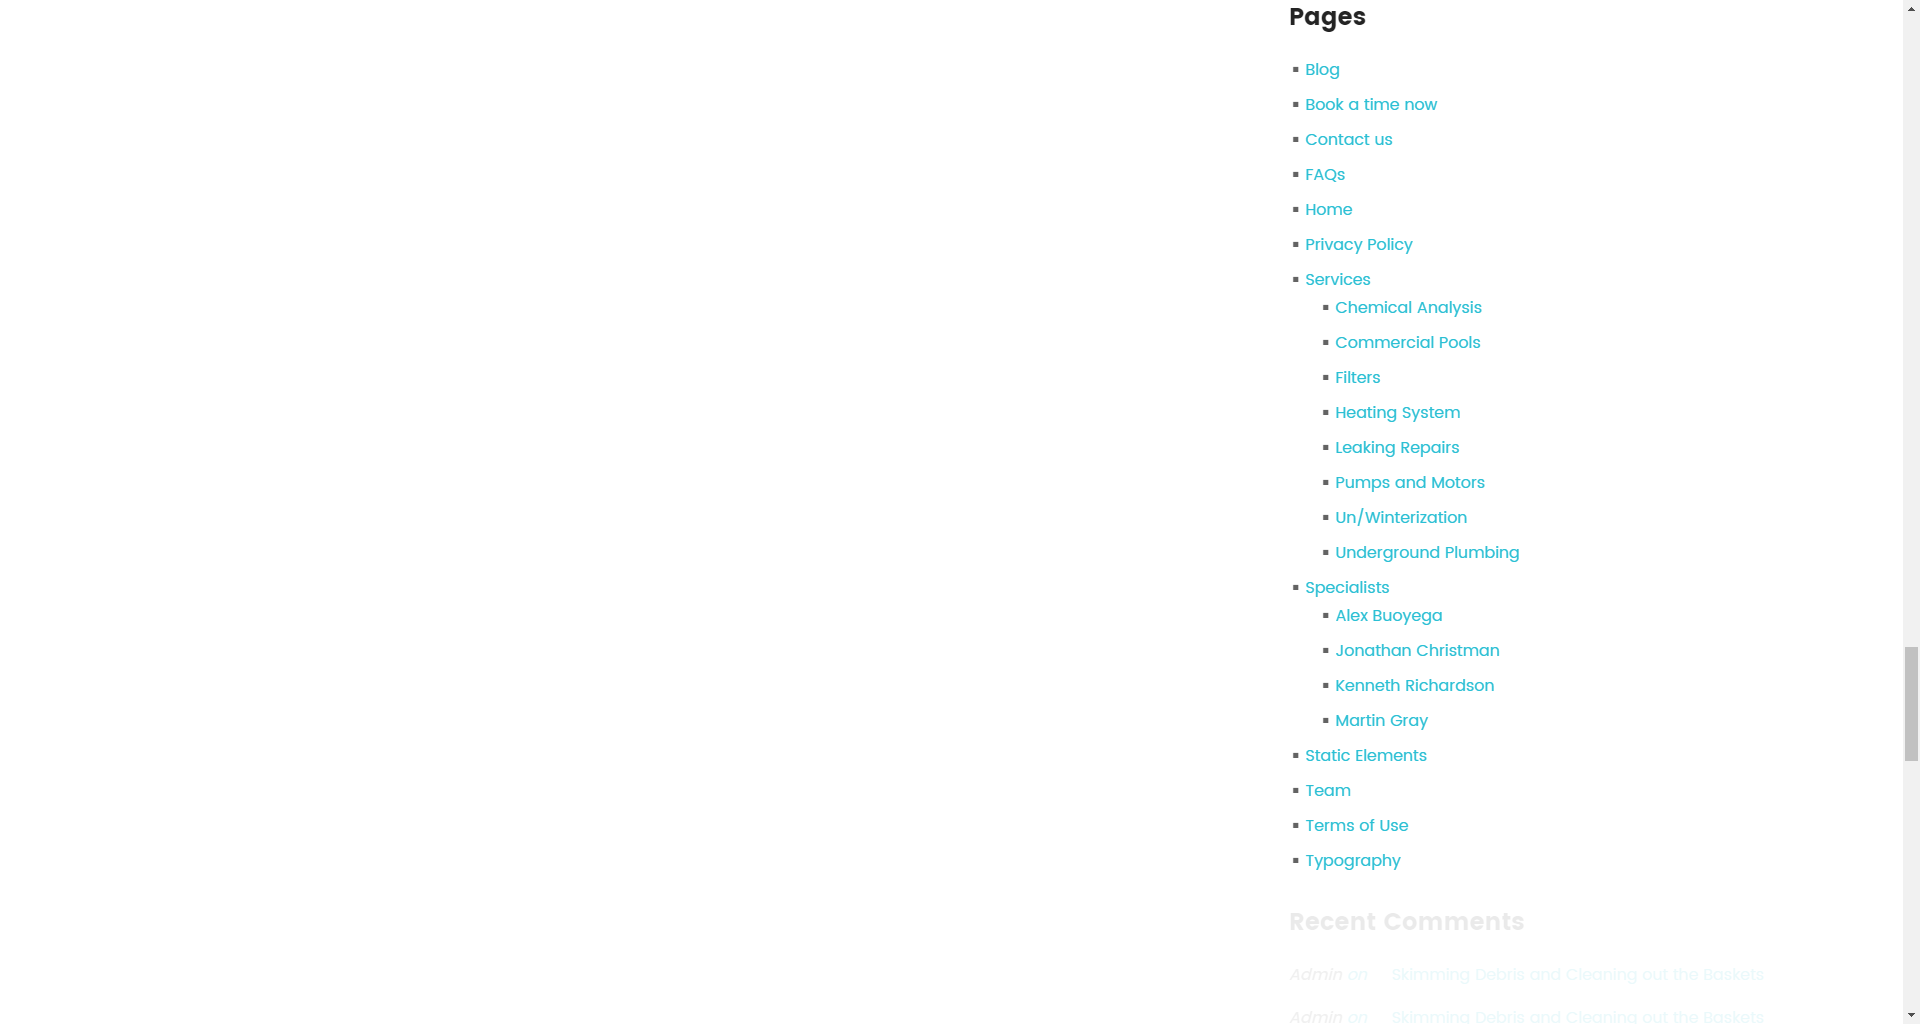 Pages
Blog
Book a time now
Contact us
FAQs
Home
Privacy Policy
Services
Chemical Analysis
Commercial Pools
Filters
Heating System
Leaking Repairs
Pumps and Motors
Un/Winterization
Underground Plumbing
Specialists
Alex Buoyega
Jonathan Christman
Kenneth Richardson
Martin Gray
Static Elements
Team
Terms of Use
Typography
Recent Comments
Admin on Skimming Debris and Cleaning out the Baskets
Admin on Skimming Debris and Cleaning out the Baskets